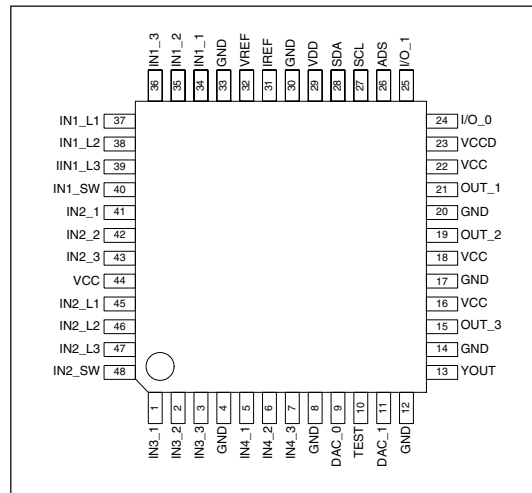 IN1_3 IN1_2 IN1_1 GND VREF IREF GND VDD SDA SCL ADS I/O_1
36 35 34 33 32 31 30 29 28 27 26 25
IN1_L1 37 24 I/O_0
IN1_L2 38 23 VCCD
IIN1_L3 39 22 VCC
IN1_SW 40 21 OUT_1
IN2_1 41 20 GND
IN2_2 42 19 OUT_2
IN2_3 43 18 VCC
VCC 44 17 GND
IN2_L1 45 16 VCC
IN2_L2 46 15 OUT_3
IN2_L3 47 14 GND
IN2_SW 48 13 YOUT
1 2 3 4 5 6 7 8 9 10 11 12
IN3_1 IN3_2 IN3_3 GND IN4_1 IN4_2 IN4_3 GND DAC_0 TEST DAC_1 GND